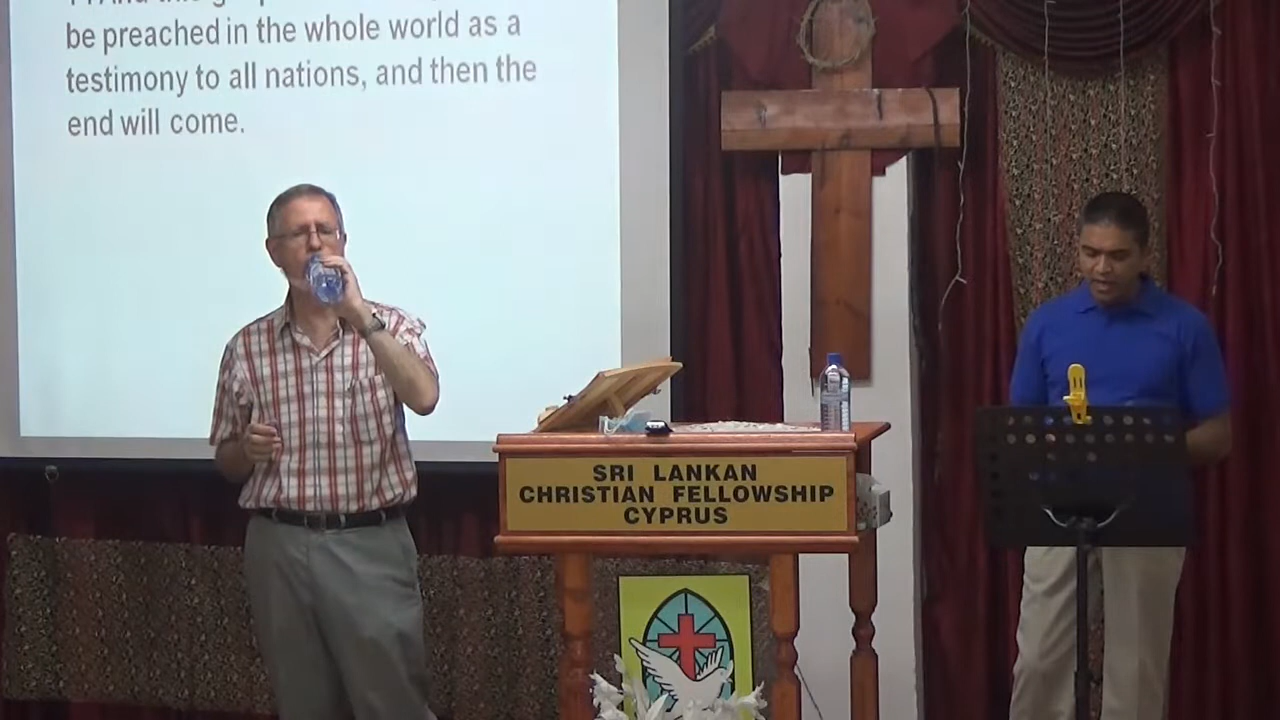 be preached in the whole world as a
testimony to all nations, and then the
end will come.
SRI LANKAN
CHRISTIAN FELLOWSHIP
CYPRUS